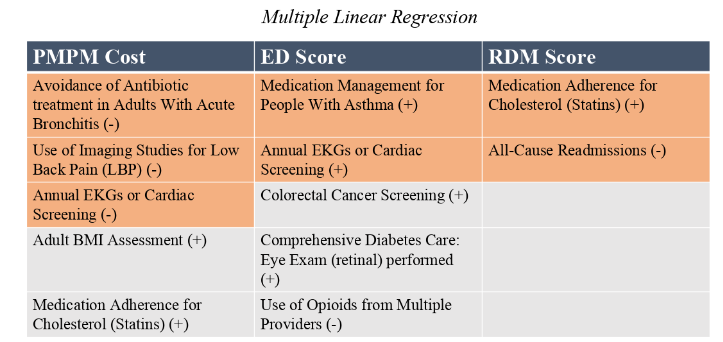 Multiple Linear Regression
PMPM Cost
ED Score
RDM Score
Avoidance of Antibiotic
treatment in Adults With Acute
Bronchitis (-)
Medication Management for
People With Asthma (+)
Medication Adherence for
Cholesterol (Statins) (+)
Use of Imaging Studies for Low
Back Pain (LBP) (-)
Annual EKGs or Cardiac
Screening (+)
All-Cause Readmissions (-)
Annual EKGs or Cardiac
Screening (-)
Colorectal Cancer Screening (+)
Adult BMI Assessment (+)
Comprehensive Diabetes Care:
Eye Exam (retinal) performed
(+)
Medication Adherence for
Cholesterol (Statins) (+)
Use of Opioids from Multiple
Providers (-)